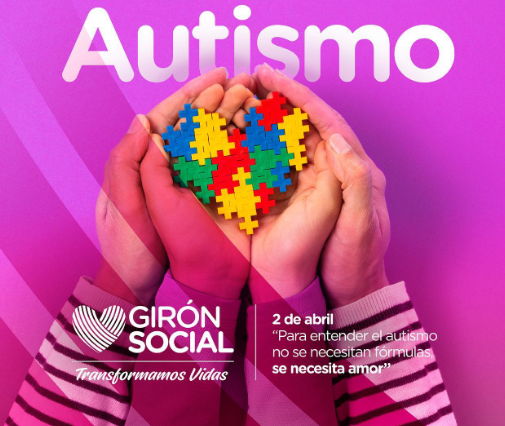 Autismo
GIRÓN
SOCIAL
Transformamos Vidas
2 de abril
“Para entender el autismo
no se necesitan fórmulas,
se necesita amor”